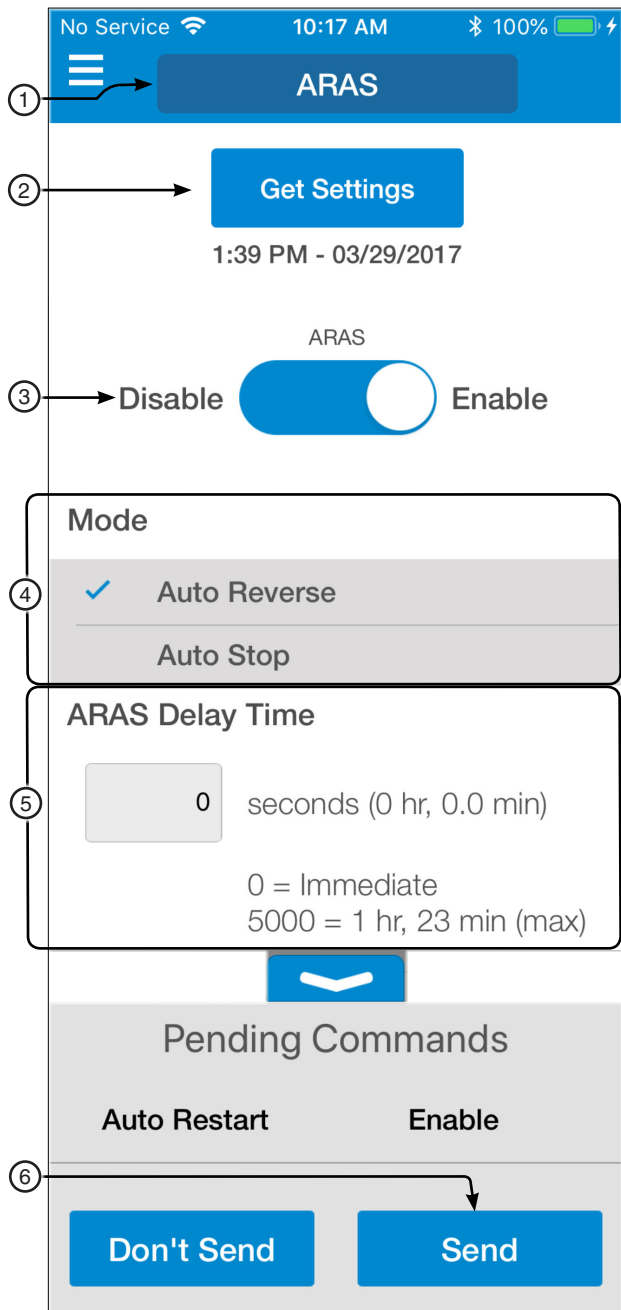 No Service 10:17 AM 100%
① ARAS
② Get Settings
1:39 PM - 03/29/2017
ARAS
③ Disable Enable
Mode
④ ✓ Auto Reverse
Auto Stop
ARAS Delay Time
⑤ 0 seconds (0 hr, 0.0 min)
0 = Immediate
5000 = 1 hr, 23 min (max)
Pending Commands
Auto Restart Enable
⑥
Don't Send Send